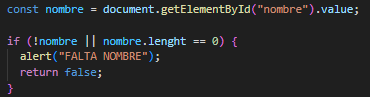 const nombre = document.getElementById("nombre").value;
if (!nombre || nombre.lenght == 0) {
alert("FALTA NOMBRE");
return false;
}